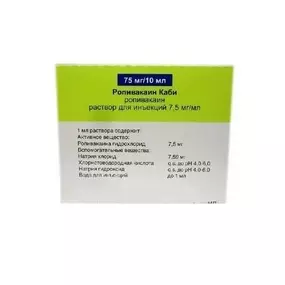 75 мг/10 мл
Ропивакаин Каби
ропивакаин
раствор для инъекций 7,5 мг/мл
1 мл раствора содержит:
Активное вещество:
Ропивакаина гидрохлорид 7,5 мг
Вспомогательные вещества:
Натрия хлорид 7,50 мг
Хлористоводородная кислота q.s. до pH 4.0-6.0
Натрия гидроксид q.s. до pH 4.0-6.0
Вода для инъекций до 1 мл